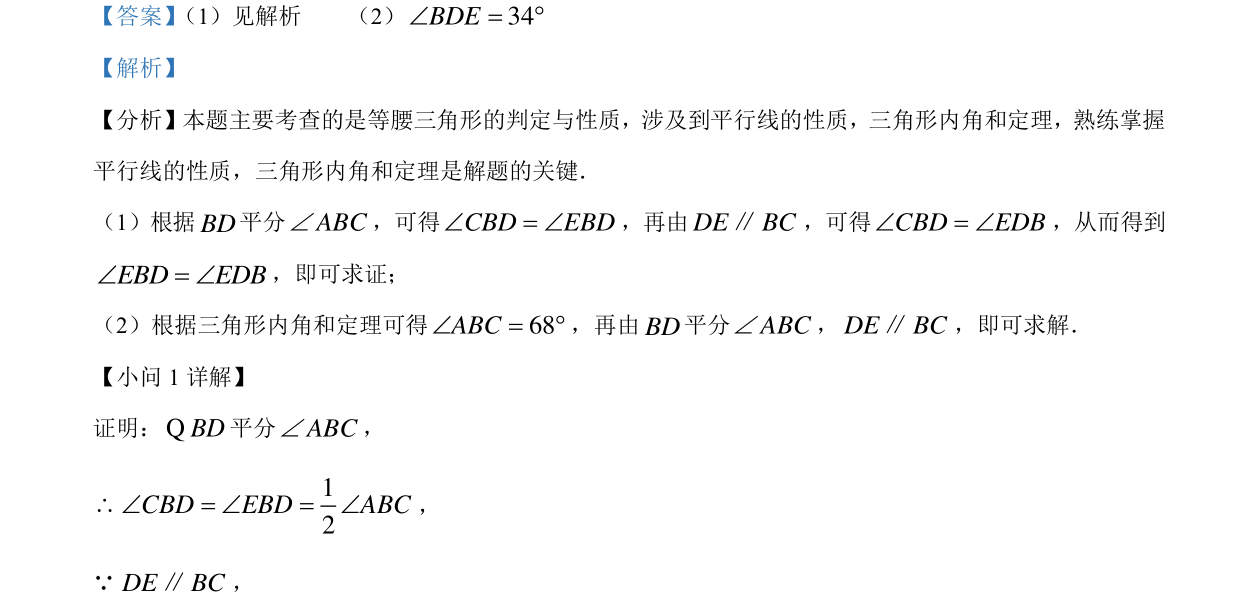 【答案】（1）见解析　　（2）∠BDE = 34°
【解析】
【分析】本题主要考查的是等腰三角形的判定与性质，涉及到平行线的性质，三角形内角和定理，熟练掌握
平行线的性质，三角形内角和定理是解题的关键．
（1）根据 BD 平分 ∠ABC，可得 ∠CBD = ∠EBD，再由 DE∥BC，可得 ∠CBD = ∠EDB，从而得到
∠EBD = ∠EDB，即可求证；
（2）根据三角形内角和定理可得 ∠ABC = 68°，再由 BD 平分 ∠ABC，DE∥BC，即可求解．
【小问 1 详解】
证明：Q BD 平分 ∠ABC，
∴ ∠CBD = ∠EBD = 1/2 ∠ABC，
∵ DE∥BC，